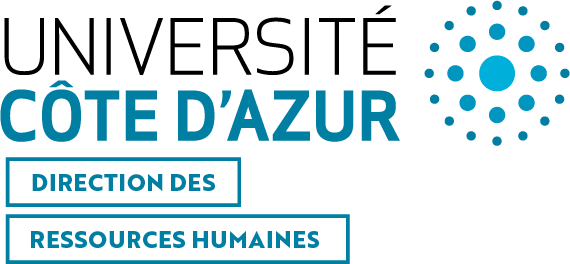 UNIVERSITÉ
CÔTE D'AZUR
DIRECTION DES
RESSOURCES HUMAINES